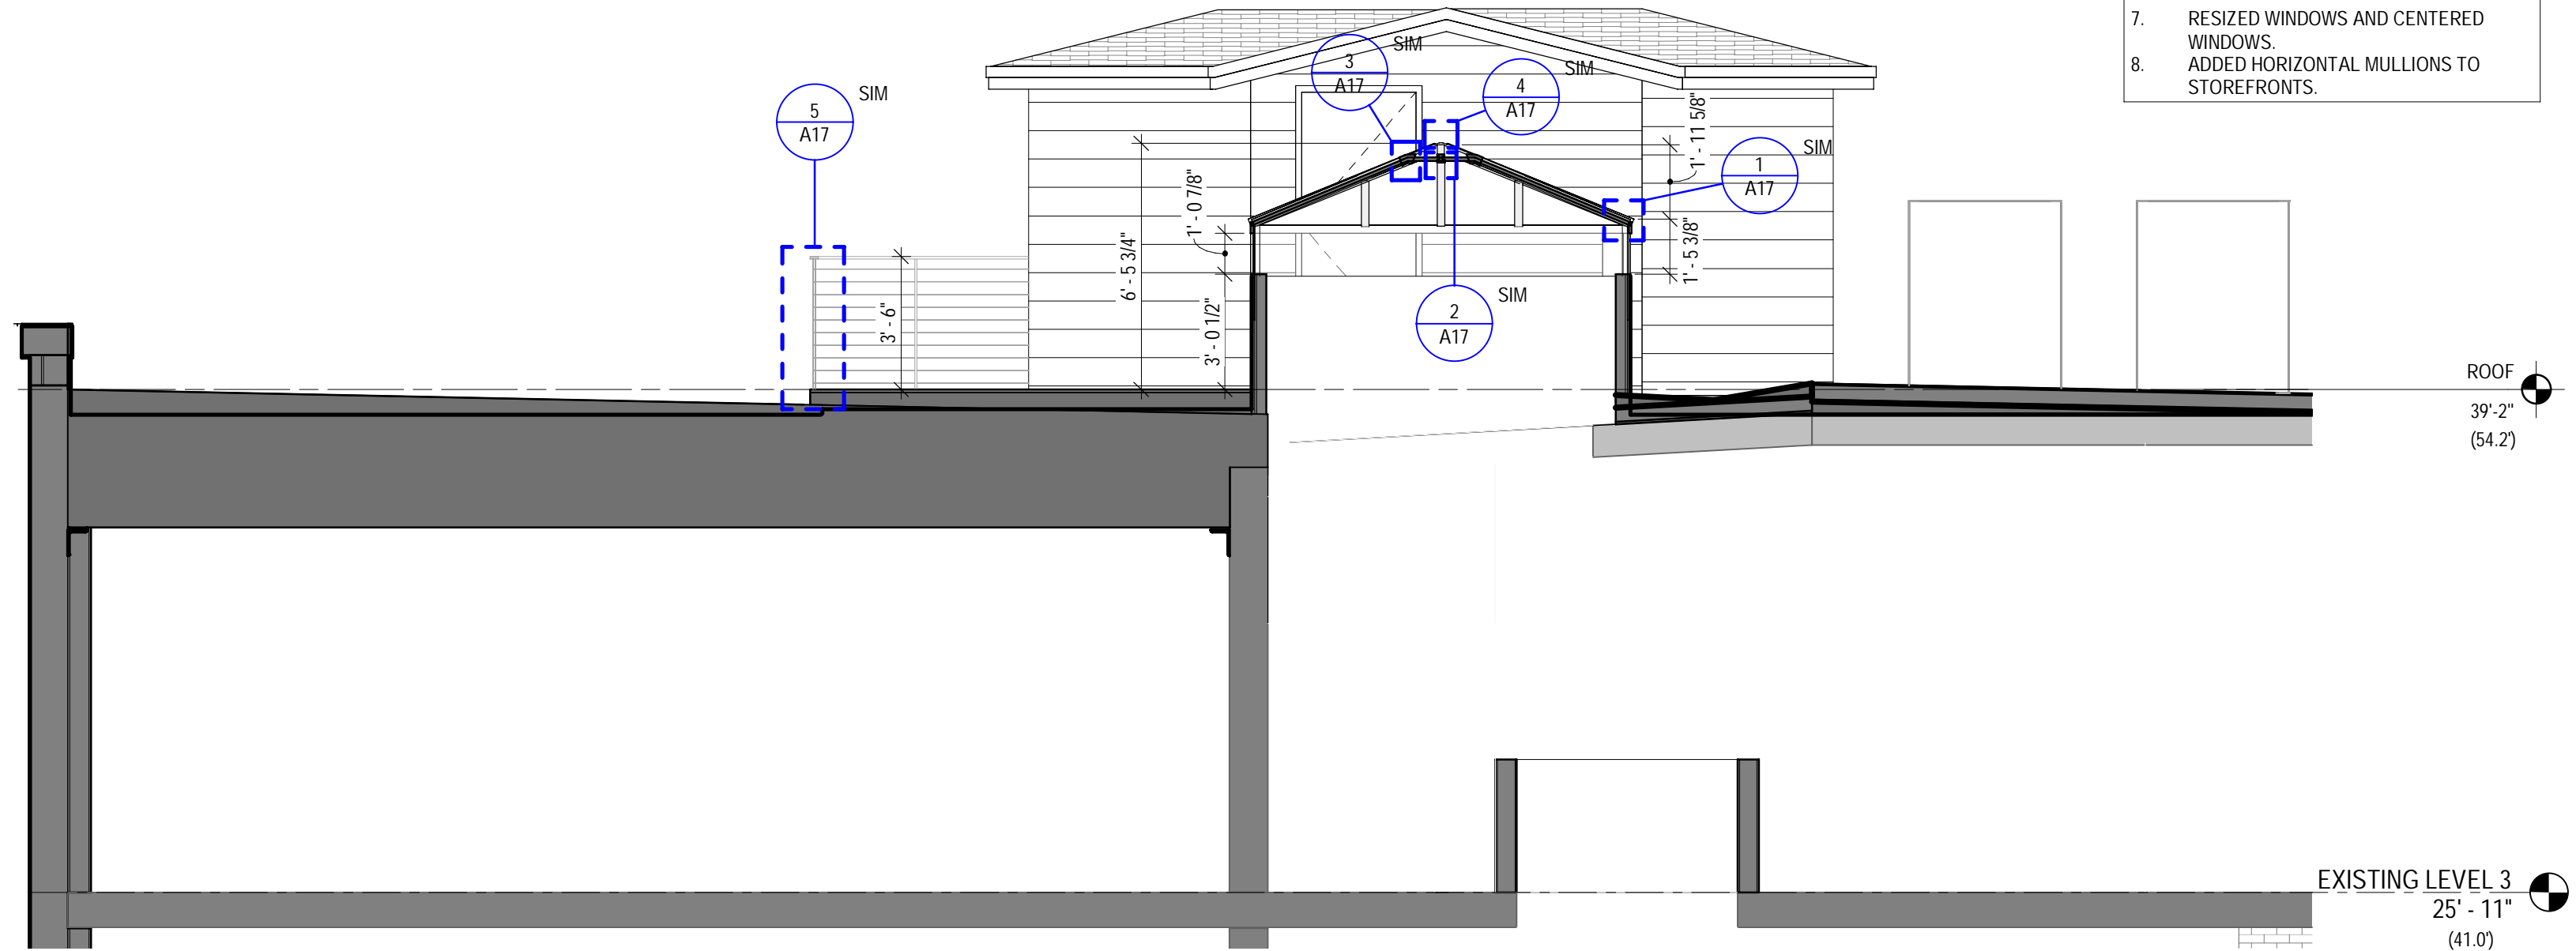 7. RESIZED WINDOWS AND CENTERED
WINDOWS.
8. ADDED HORIZONTAL MULLIONS TO
STOREFRONTS.
3
A17
SIM
4
A17
SIM
5
A17
SIM
1
A17
SIM
2
A17
SIM
1' - 11 5/8"
1' - 5 3/8"
1' - 0 7/8"
6' - 5 3/4"
3' - 0 1/2"
3' - 6"
ROOF
39'-2"
(54.2')
EXISTING LEVEL 3
25' - 11"
(41.0')